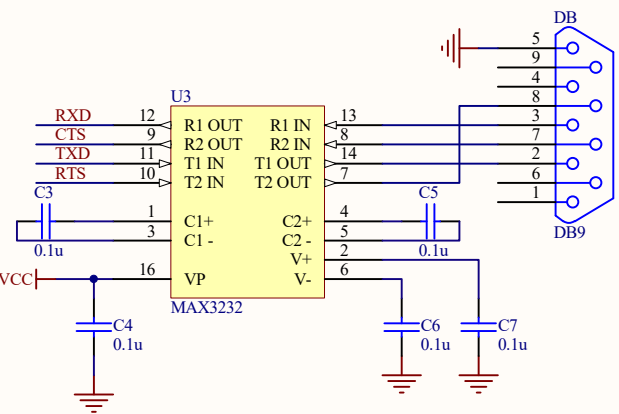 DB
5
9
4
8
3
7
2
6
1
DB9
U3
RXD 12 R1 OUT R1 IN 13
CTS 9 R2 OUT R2 IN 8
TXD 11 T1 IN T1 OUT 14
RTS 10 T2 IN T2 OUT 7
C3 C5
1 C1+ C2+ 4
3 C1 - C2 - 5
0.1u 0.1u
V+ 2
VCC 16 VP V- 6
MAX3232
C4 C6 C7
0.1u 0.1u 0.1u